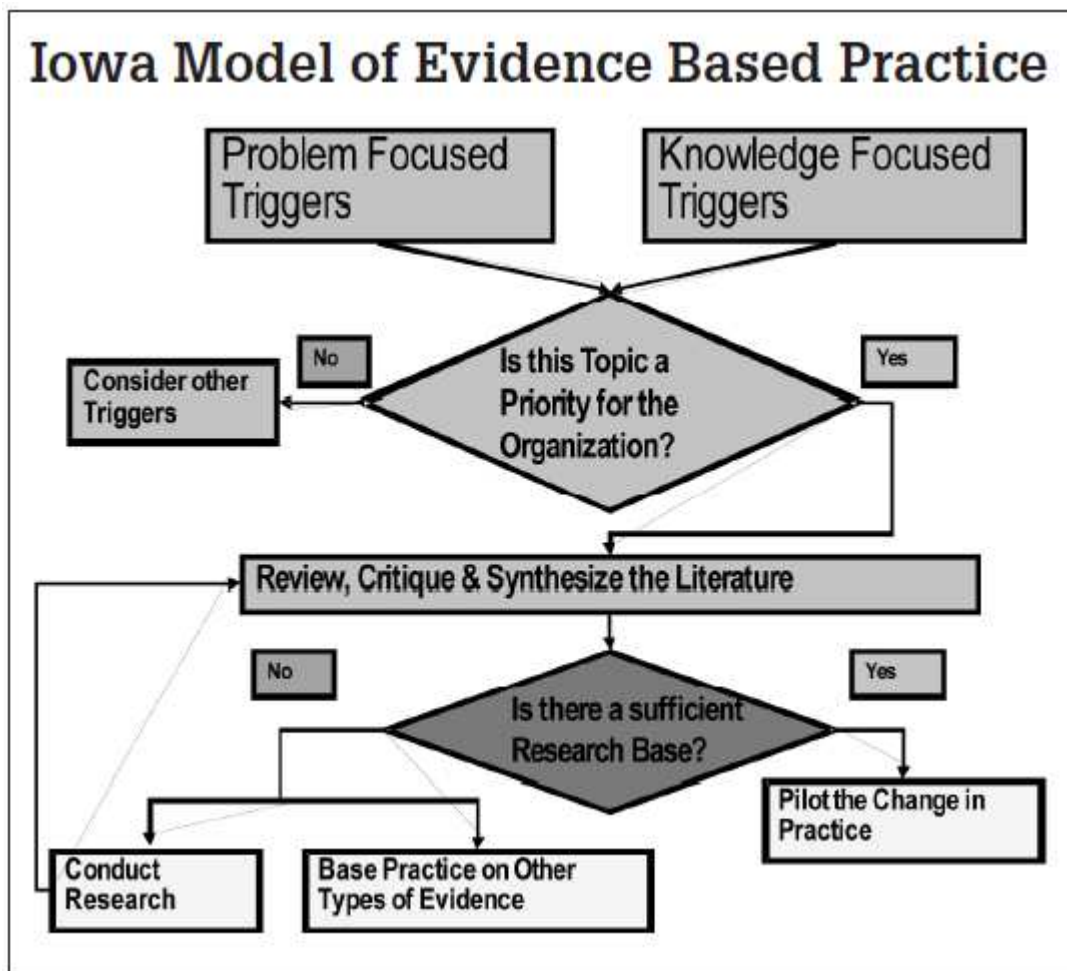 Iowa Model of Evidence Based Practice
Problem Focused
Triggers
Knowledge Focused
Triggers
No
Yes
Consider other
Triggers
Is this Topic a
Priority for the
Organization?
Review, Critique & Synthesize the Literature
No
Yes
Is there a sufficient
Research Base?
Pilot the Change in
Practice
Conduct
Research
Base Practice on Other
Types of Evidence